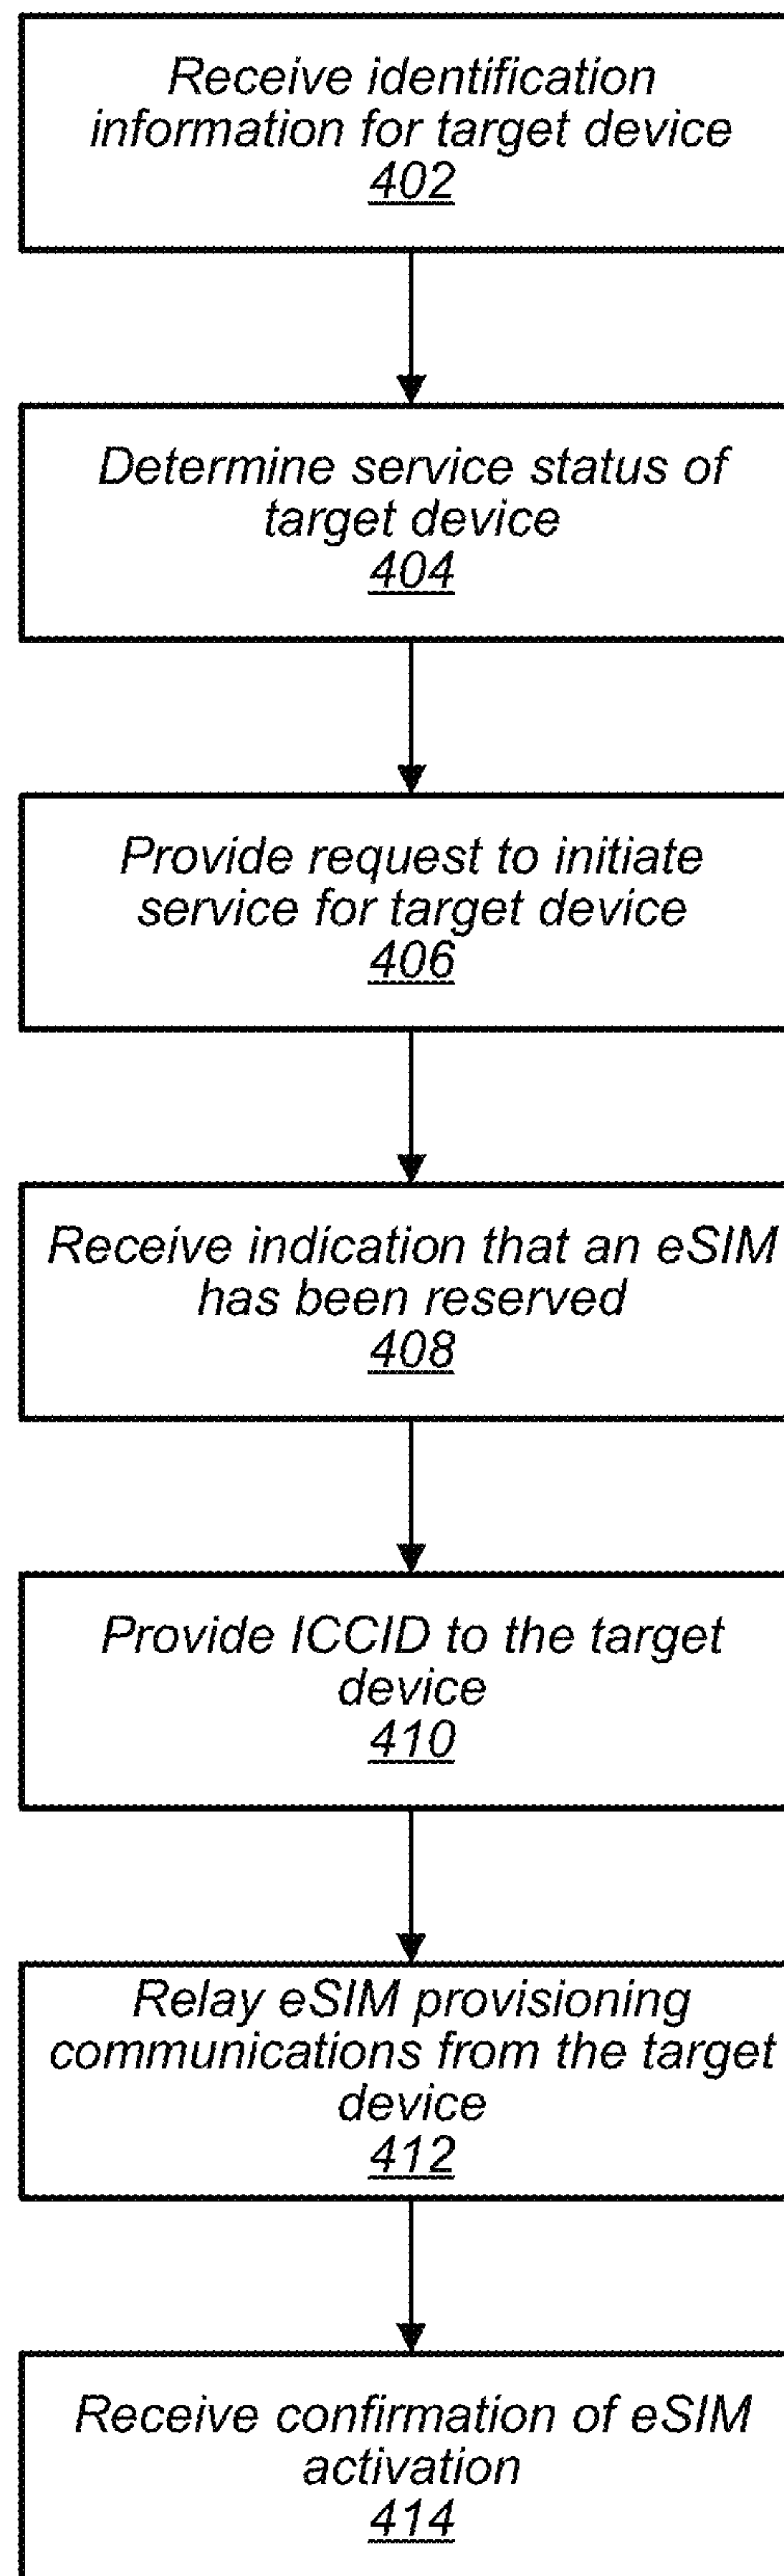 Receive identification
information for target device
402
Determine service status of
target device
404
Provide request to initiate
service for target device
406
Receive indication that an eSIM
has been reserved
408
Provide ICCID to the target
device
410
Relay eSIM provisioning
communications from the target
device
412
Receive confirmation of eSIM
activation
414